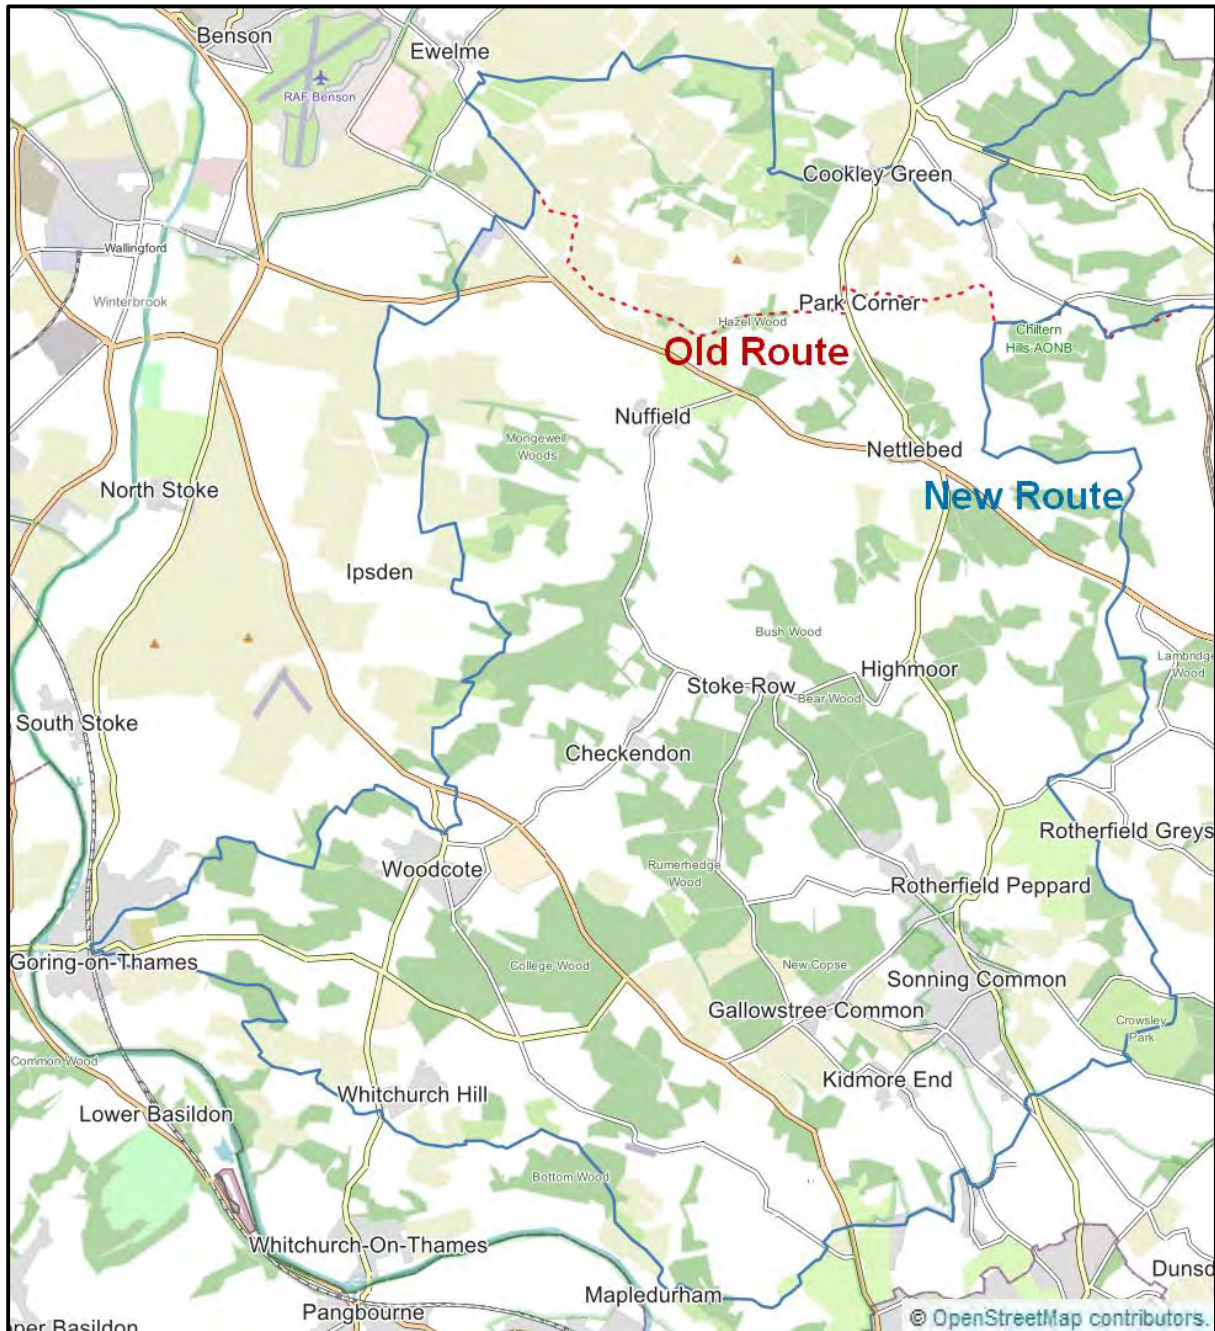 Benson
Ewelme
RAF Benson
Cookley Green
Wallingford
Winterbrook
Park Corner
Hazel Wood
Chiltern
Hills AONB
Old Route
Nuffield
Mongewell
Woods
Nettlebed
North Stoke
New Route
Ipsden
Bush Wood
Highmoor
Lambridge
Wood
Stoke Row
Bear Wood
South Stoke
Checkendon
Rotherfield Greys
Woodcote
Rumerhedge
Wood
Rotherfield Peppard
Goring-on-Thames
College Wood
New Copse
Sonning Common
Gallowstree Common
Crowsley
Park
Common Wood
Kidmore End
Whitchurch Hill
Lower Basildon
Bottom Wood
Whitchurch-On-Thames
Dunsd
Mapledurham
Pangbourne
per Basildon
© OpenStreetMap contributors.